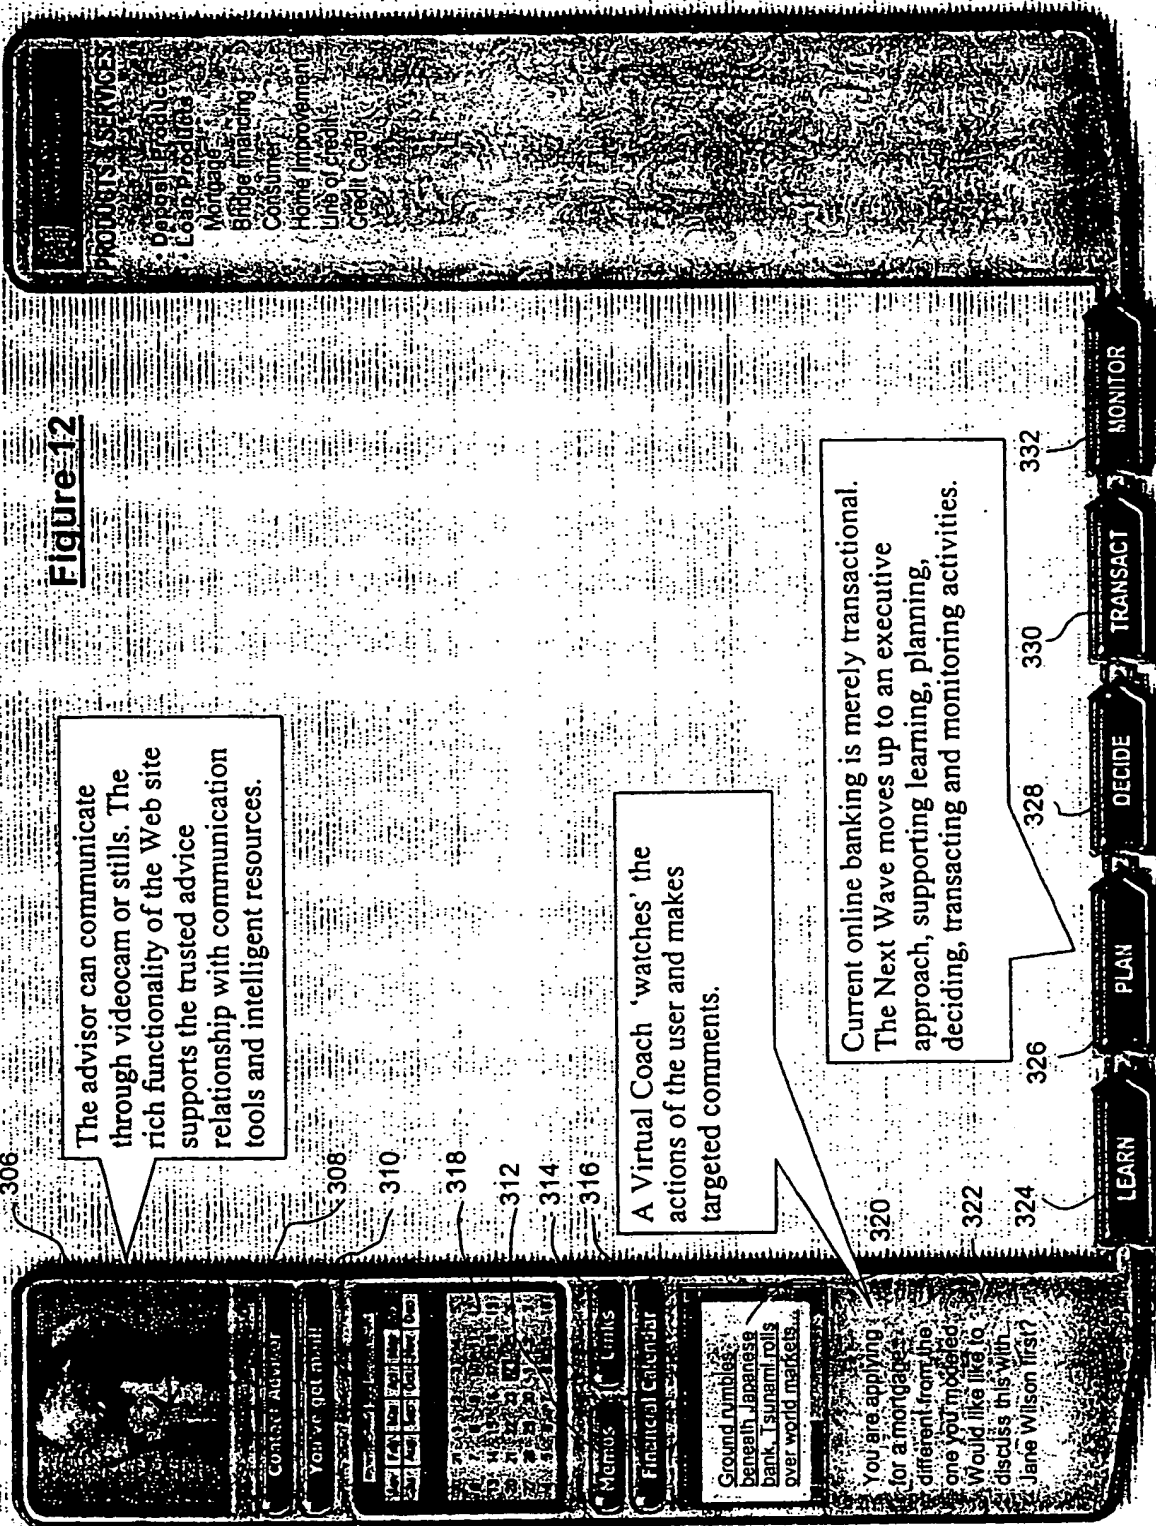 Figure 12
306
The advisor can communicate
through videocam or stills. The
rich functionality of the Web site
supports the trusted advice
relationship with communication
tools and intelligent resources.
Contact Advisor
308
You've got mail!
310
318
312
314
Memos
Links
316
Financial Calendar
A Virtual Coach ‘watches’ the
actions of the user and makes
targeted comments.
Ground rumbles
beneath Japanese
bank, Tsunami rolls
over world markets...
320
You are applying
for a mortgage
different from the
one you modeled.
Would like like to
discuss this with
Jane Wilson first?
322
Current online banking is merely transactional.
The Next Wave moves up to an executive
approach, supporting learning, planning,
deciding, transacting and monitoring activities.
324
326
328
330
332
LEARN
PLAN
DECIDE
TRANSACT
MONITOR
PRODUCTS & SERVICES
· Deposit Products
· Loan Products
Mortgage
Bridge financing
Consumer
Home improvement
Line of credit
Credit Card